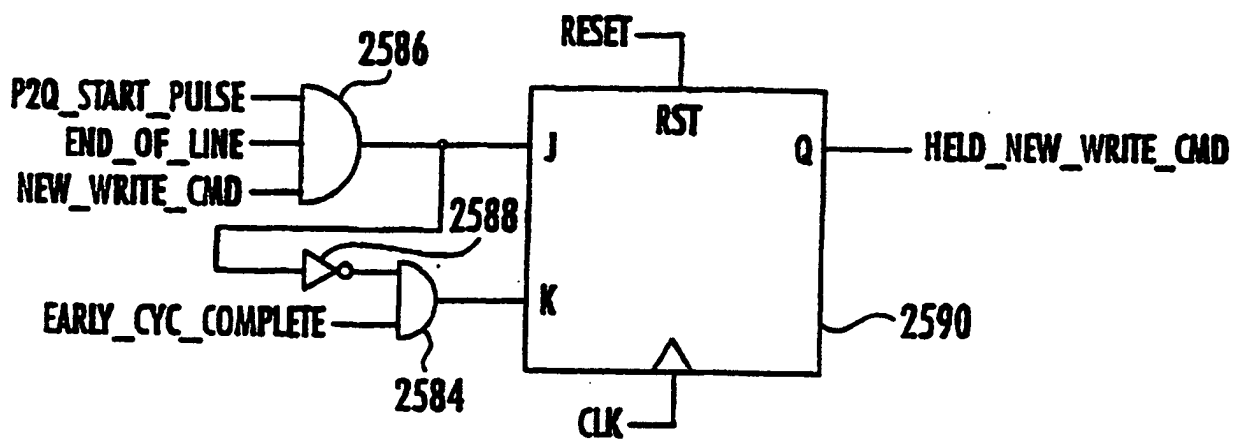 RESET
2586
P2Q_START_PULSE
END_OF_LINE
NEW_WRITE_CMD
J
RST
Q
HELD_NEW_WRITE_CMD
2588
K
EARLY_CYC_COMPLETE
2590
2584
CLK